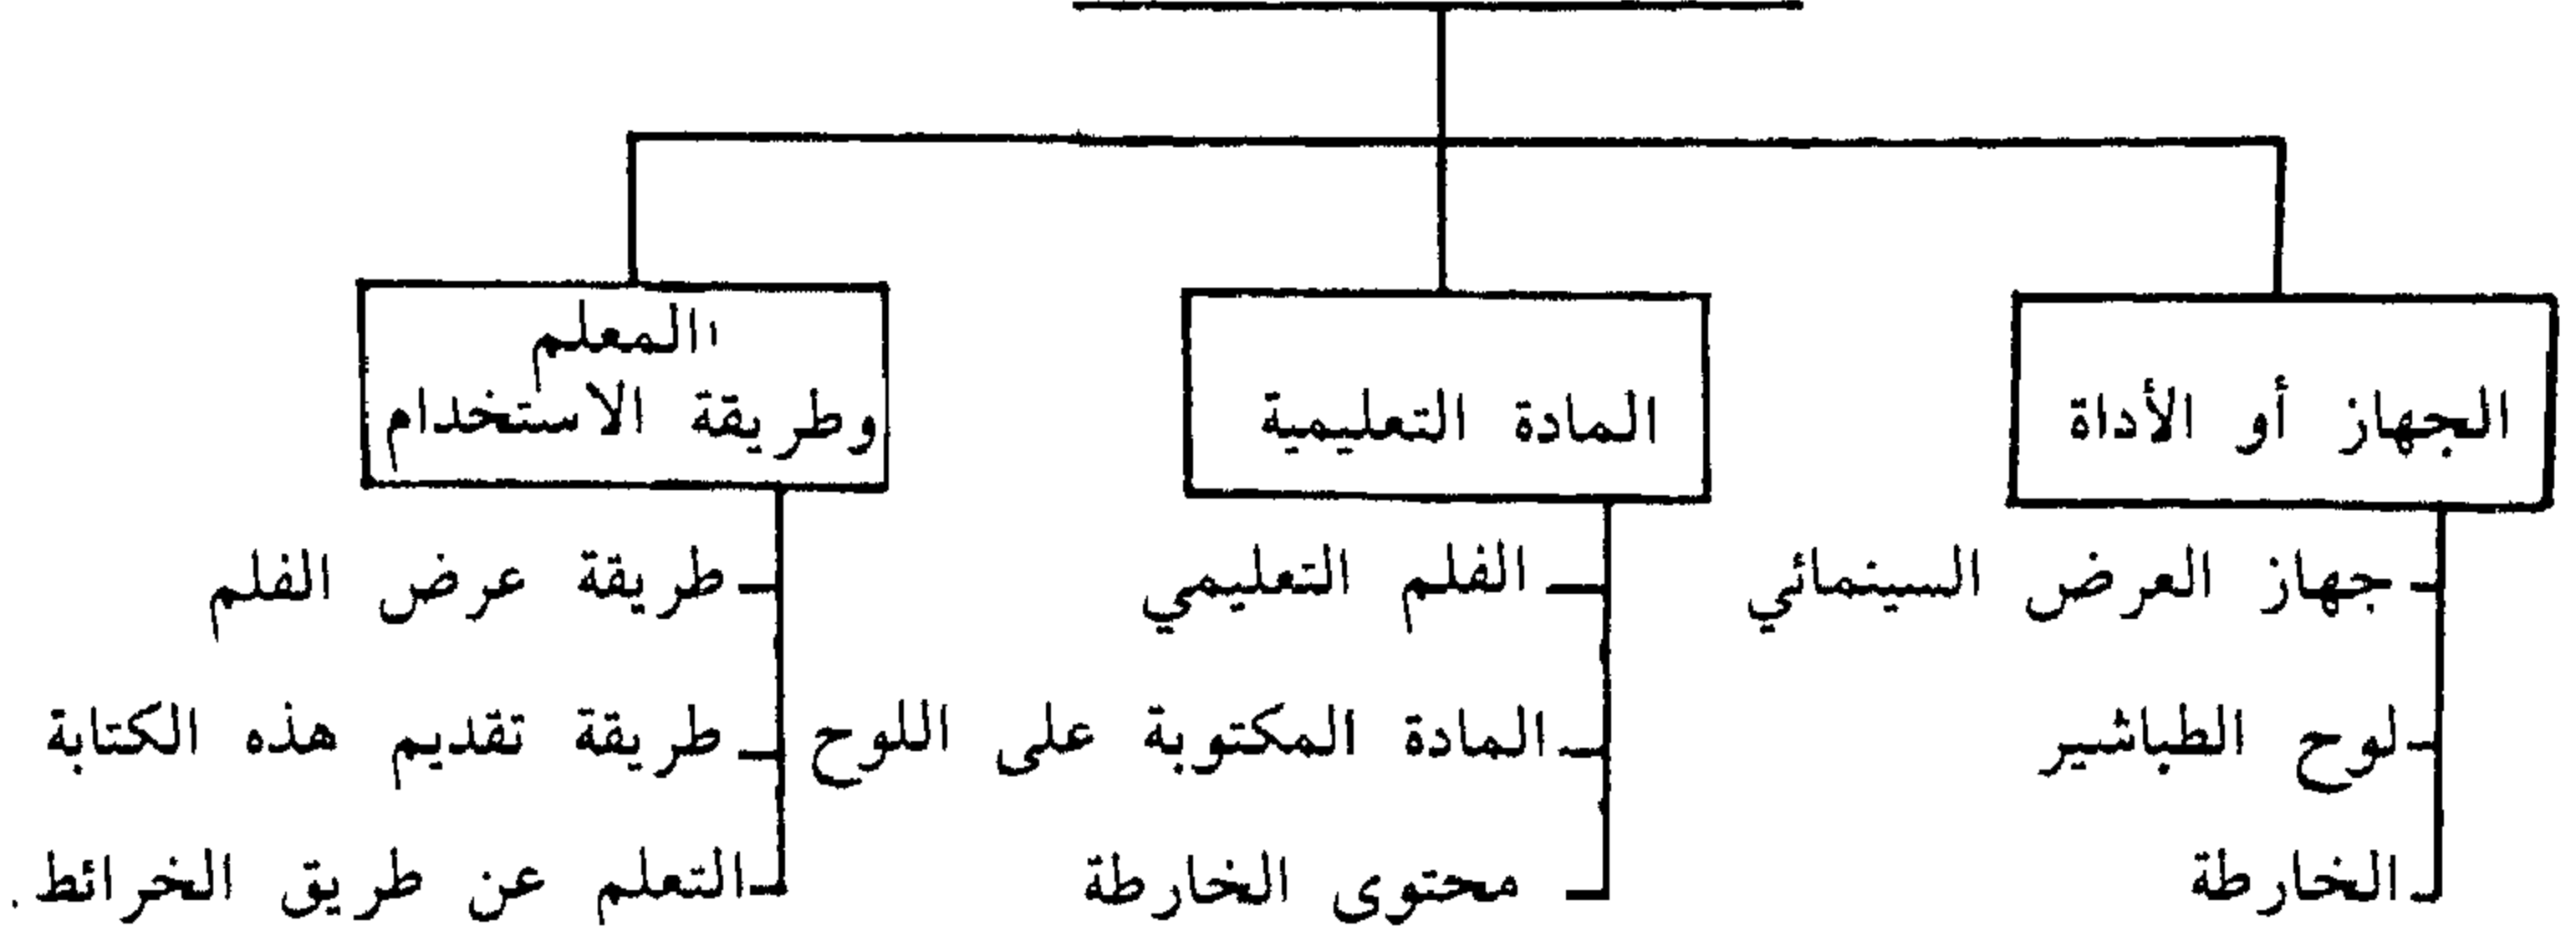 الجهاز أو الأداة
جهاز العرض السينمائي
لوح الطباشير
الخارطة
المادة التعليمية
الفلم التعليمي
المادة المكتوبة على اللوح
محتوى الخارطة
المعلم
وطريقة الاستخدام
طريقة عرض الفلم
طريقة تقديم هذه الكتابة
التعلم عن طريق الخرائط.